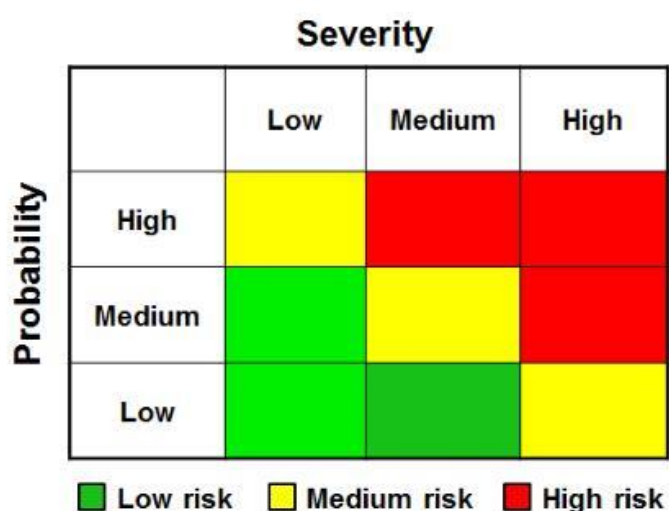 Severity
Low Medium High
Probability
High
Medium
Low
Low risk Medium risk High risk